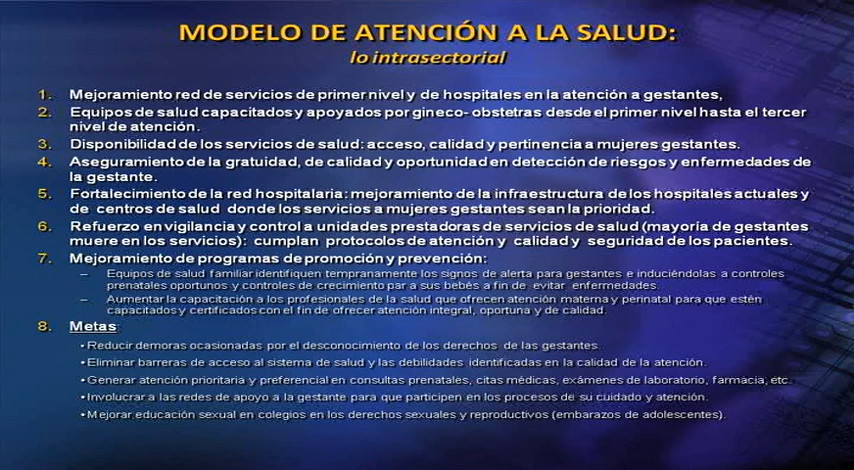 MODELO DE ATENCIÓN A LA SALUD:
lo intrasectorial
1. Mejoramiento red de servicios de primer nivel y de hospitales en la atención a gestantes,
2. Equipos de salud capacitados y apoyados por gineco- obstetras desde el primer nivel hasta el tercer
nivel de atención.
3. Disponibilidad de los servicios de salud: acceso, calidad y pertinencia a mujeres gestantes.
4. Aseguramiento de la gratuidad, de calidad y oportunidad en detección de riesgos y enfermedades de
la gestante.
5. Fortalecimiento de la red hospitalaria: mejoramiento de la infraestructura de los hospitales actuales y
de centros de salud donde los servicios a mujeres gestantes sean la prioridad.
6. Refuerzo en vigilancia y control a unidades prestadoras de servicios de salud (mayoría de gestantes
muere en los servicios): cumplan protocolos de atención y calidad y seguridad de los pacientes.
7. Mejoramiento de programas de promoción y prevención:
– Equipos de salud familiar identifiquen tempranamente los signos de alerta para gestantes e induciéndolas a controles
prenatales oportunos y controles de crecimiento par a sus bebés a fin de evitar enfermedades.
– Aumentar la capacitación a los profesionales de la salud que ofrecen atención materna y perinatal para que estén
capacitados y certificados con el fin de ofrecer atención integral, oportuna y de calidad.
8. Metas:
• Reducir demoras ocasionadas por el desconocimiento de los derechos de las gestantes.
• Eliminar barreras de acceso al sistema de salud y las debilidades identificadas en la calidad de la atención.
• Generar atención prioritaria y preferencial en consultas prenatales, citas médicas, exámenes de laboratorio, farmacia, etc.
• Involucrar a las redes de apoyo a la gestante para que participen en los procesos de su cuidado y atención.
• Mejorar educación sexual en colegios en los derechos sexuales y reproductivos (embarazos de adolescentes).